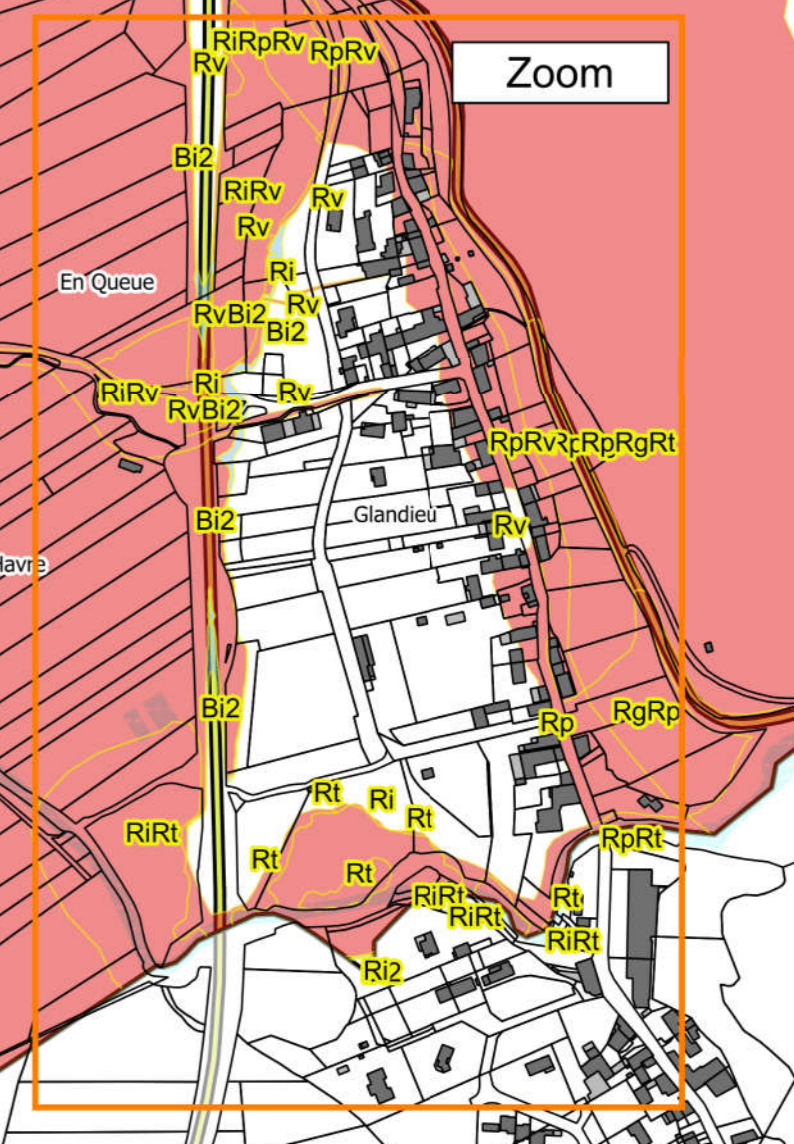 RiRpRv
RpRv
Rv
Zoom
Bi2
RiRv
Rv
Rv
En Queue
Ri
Rv
RvBi2
Bi2
Ri
RiRv
Rv
RvBi2
RpRv
RpRgRt
Glandieu
Bi2
Rv
Havre
Bi2
Rp
RgRp
Rt
Ri
Rt
RiRt
RpRt
Rt
Rt
RiRt
Rt
RiRt
RiRt
Ri2